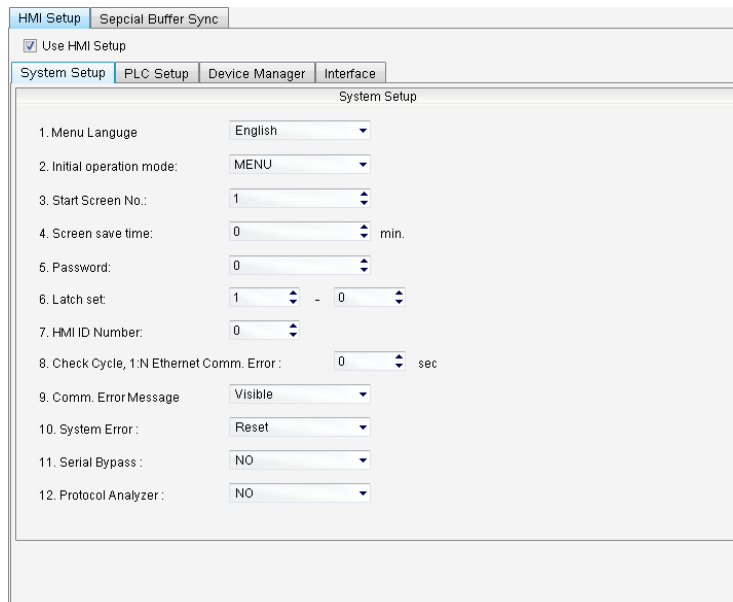 HMI Setup Sepcial Buffer Sync
Use HMI Setup
System Setup PLC Setup Device Manager Interface
System Setup
1. Menu Languge English
2. Initial operation mode: MENU
3. Start Screen No.: 1
4. Screen save time: 0 min.
5. Password: 0
6. Latch set: 1 - 0
7. HMI ID Number: 0
8. Check Cycle, 1:N Ethernet Comm. Error : 0 sec
9. Comm. Error Message Visible
10. System Error : Reset
11. Serial Bypass : NO
12. Protocol Analyzer : NO